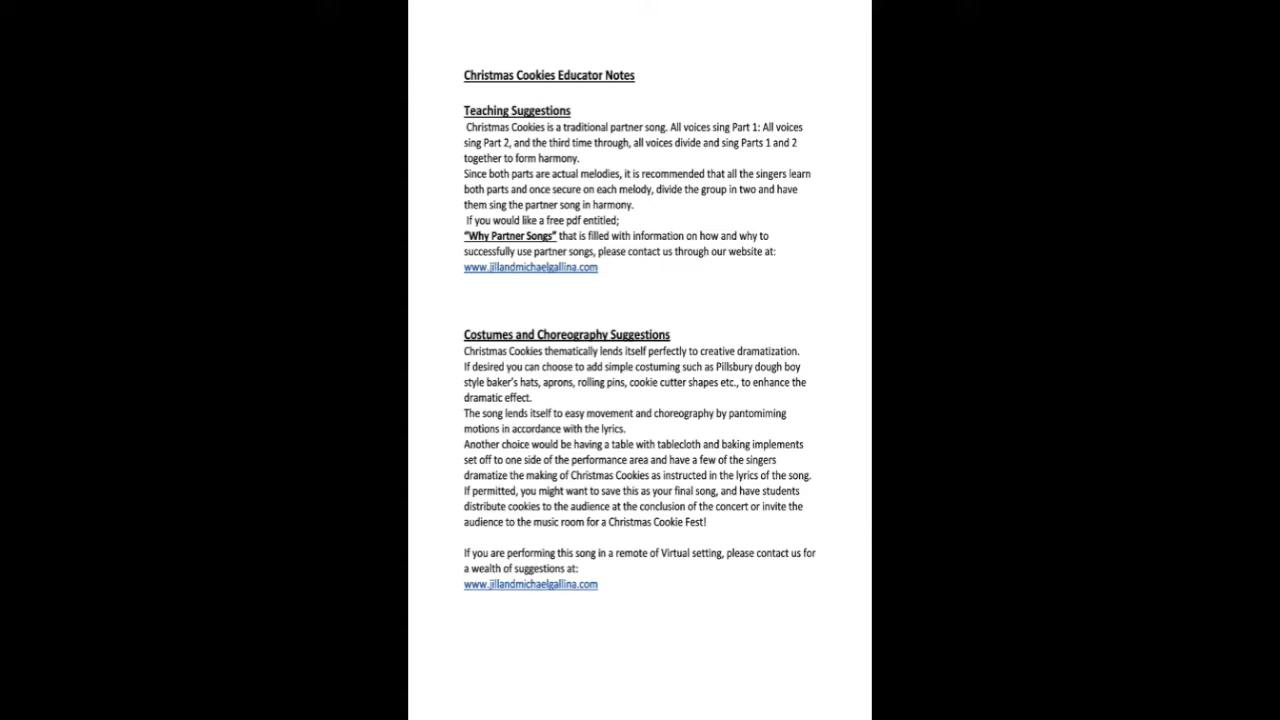 Christmas Cookies Educator Notes
Teaching Suggestions
Christmas Cookies is a traditional partner song. All voices sing Part 1: All voices
sing Part 2, and the third time through, all voices divide and sing Parts 1 and 2
together to form harmony.
Since both parts are actual melodies, it is recommended that all the singers learn
both parts and once secure on each melody, divide the group in two and have
them sing the partner song in harmony.
If you would like a free pdf entitled;
“Why Partner Songs” that is filled with information on how and why to
successfully use partner songs, please contact us through our website at:
www.jillandmichaelgallina.com
Costumes and Choreography Suggestions
Christmas Cookies thematically lends itself perfectly to creative dramatization.
If desired you can choose to add simple costuming such as Pillsbury dough boy
style baker’s hats, aprons, rolling pins, cookie cutter shapes etc., to enhance the
dramatic effect.
The song lends itself to easy movement and choreography by pantomiming
motions in accordance with the lyrics.
Another choice would be having a table with tablecloth and baking implements
set off to one side of the performance area and have a few of the singers
dramatize the making of Christmas Cookies as instructed in the lyrics of the song.
If permitted, you might want to save this as your final song, and have students
distribute cookies to the audience at the conclusion of the concert or invite the
audience to the music room for a Christmas Cookie Fest!
If you are performing this song in a remote of Virtual setting, please contact us for
a wealth of suggestions at:
www.jillandmichaelgallina.com